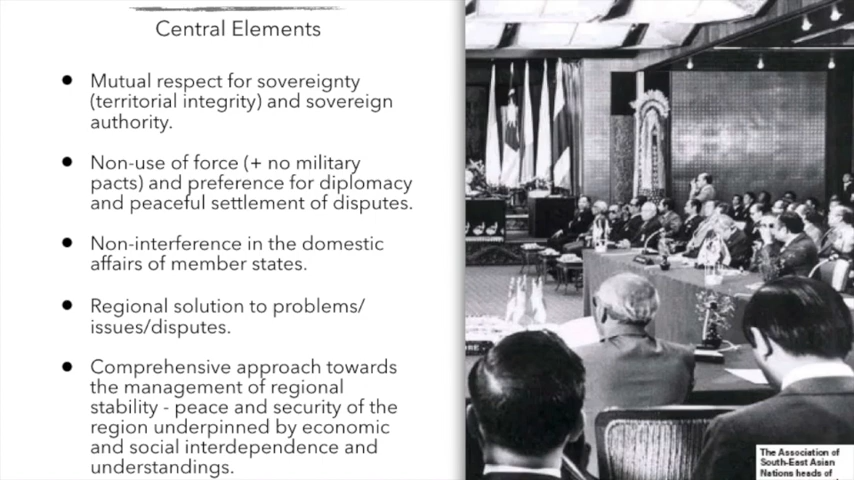 Central Elements
● Mutual respect for sovereignty
(territorial integrity) and sovereign
authority.
● Non-use of force (+ no military
pacts) and preference for diplomacy
and peaceful settlement of disputes.
● Non-interference in the domestic
affairs of member states.
● Regional solution to problems/
issues/disputes.
● Comprehensive approach towards
the management of regional
stability - peace and security of the
region underpinned by economic
and social interdependence and
understandings.
The Association of
South-East Asian
Nations heads of